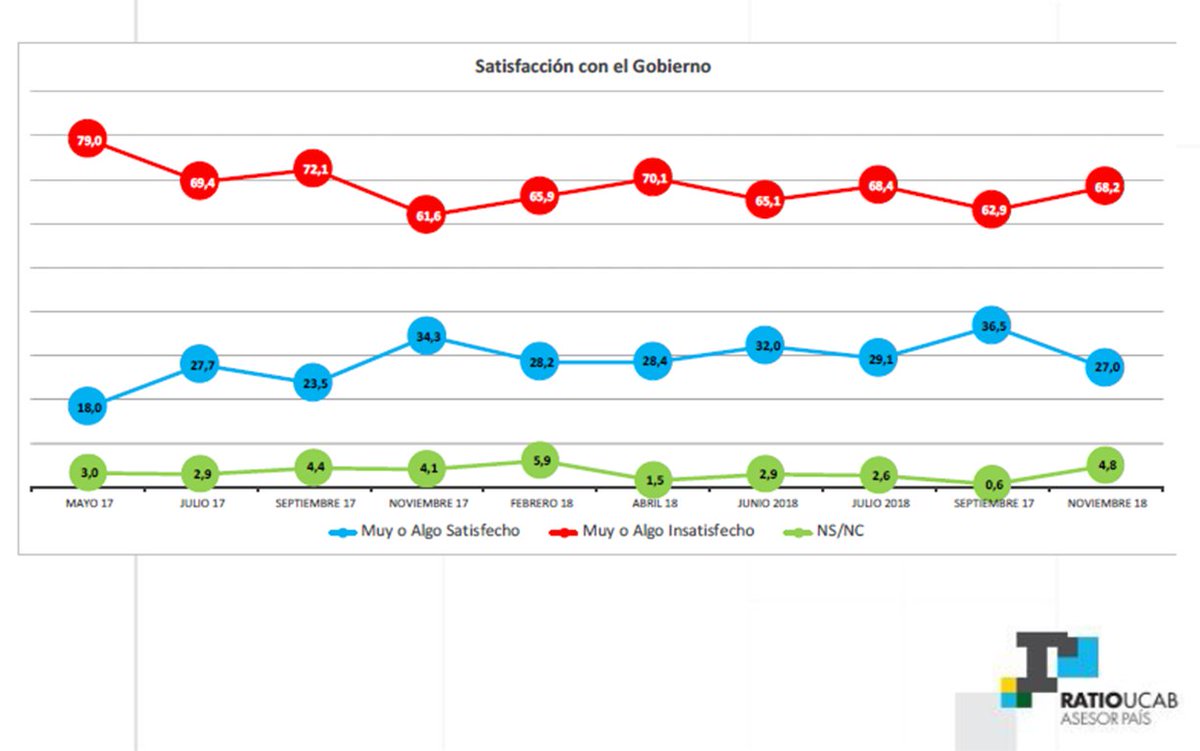 Satisfacción con el Gobierno
79,0 69,4 72,1 61,6 65,9 70,1 65,1 68,4 62,9 68,2
18,0 27,7 23,5 34,3 28,2 28,4 32,0 29,1 36,5 27,0
3,0 2,9 4,4 4,1 5,9 1,5 2,9 2,6 0,6 4,8
MAYO 17 JULIO 17 SEPTIEMBRE 17 NOVIEMBRE 17 FEBRERO 18 ABRIL 18 JUNIO 2018 JULIO 2018 SEPTIEMBRE 17 NOVIEMBRE 18
Muy o Algo Satisfecho Muy o Algo Insatisfecho NS/NC
RATIOUCAB
ASESOR PAÍS